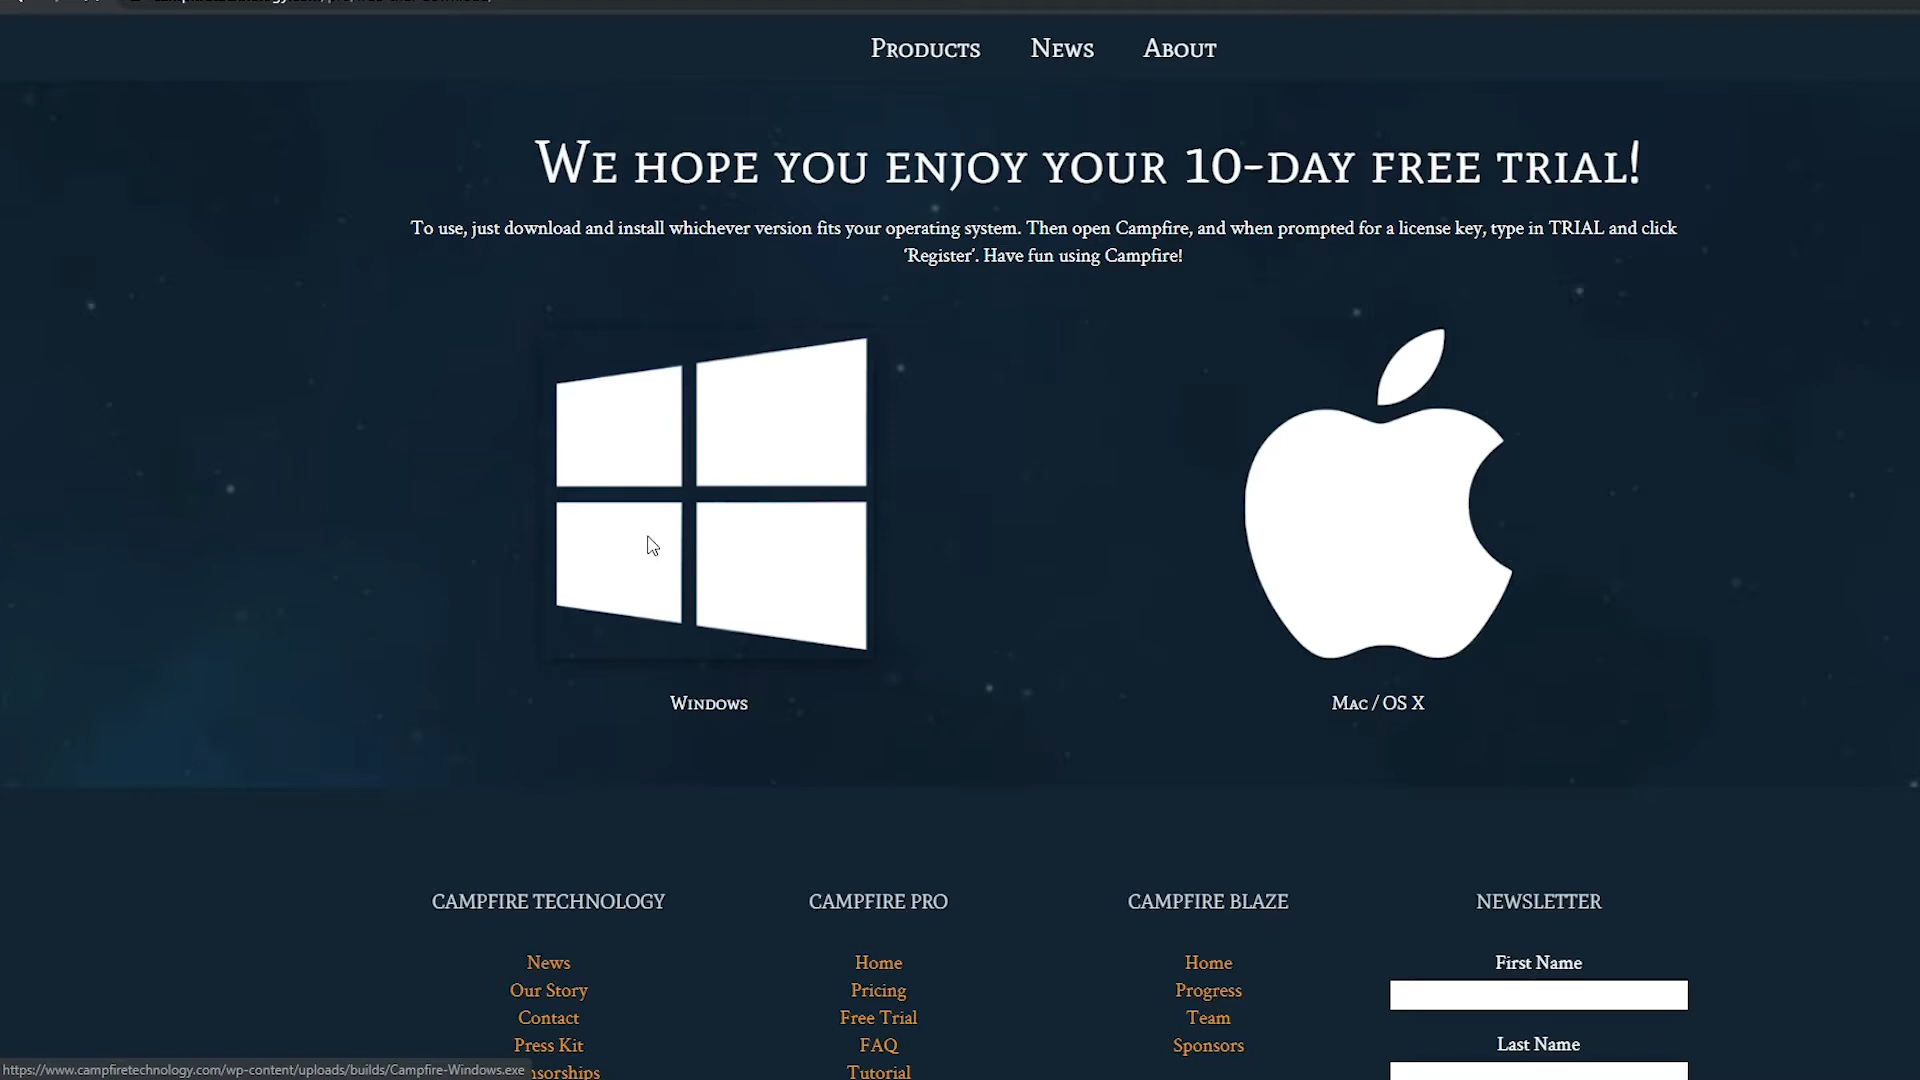 Products News About
We hope you enjoy your 10-day free trial!
To use, just download and install whichever version fits your operating system. Then open Campfire, and when prompted for a license key, type in TRIAL and click
'Register'. Have fun using Campfire!
Windows
Mac / OS X
CAMPFIRE TECHNOLOGY
News
Our Story
Contact
Press Kit
nsorships
CAMPFIRE PRO
Home
Pricing
Free Trial
FAQ
Tutorial
CAMPFIRE BLAZE
Home
Progress
Team
Sponsors
NEWSLETTER
First Name
Last Name
https://www.campfiretechnology.com/wp-content/uploads/builds/Campfire-Windows.exe